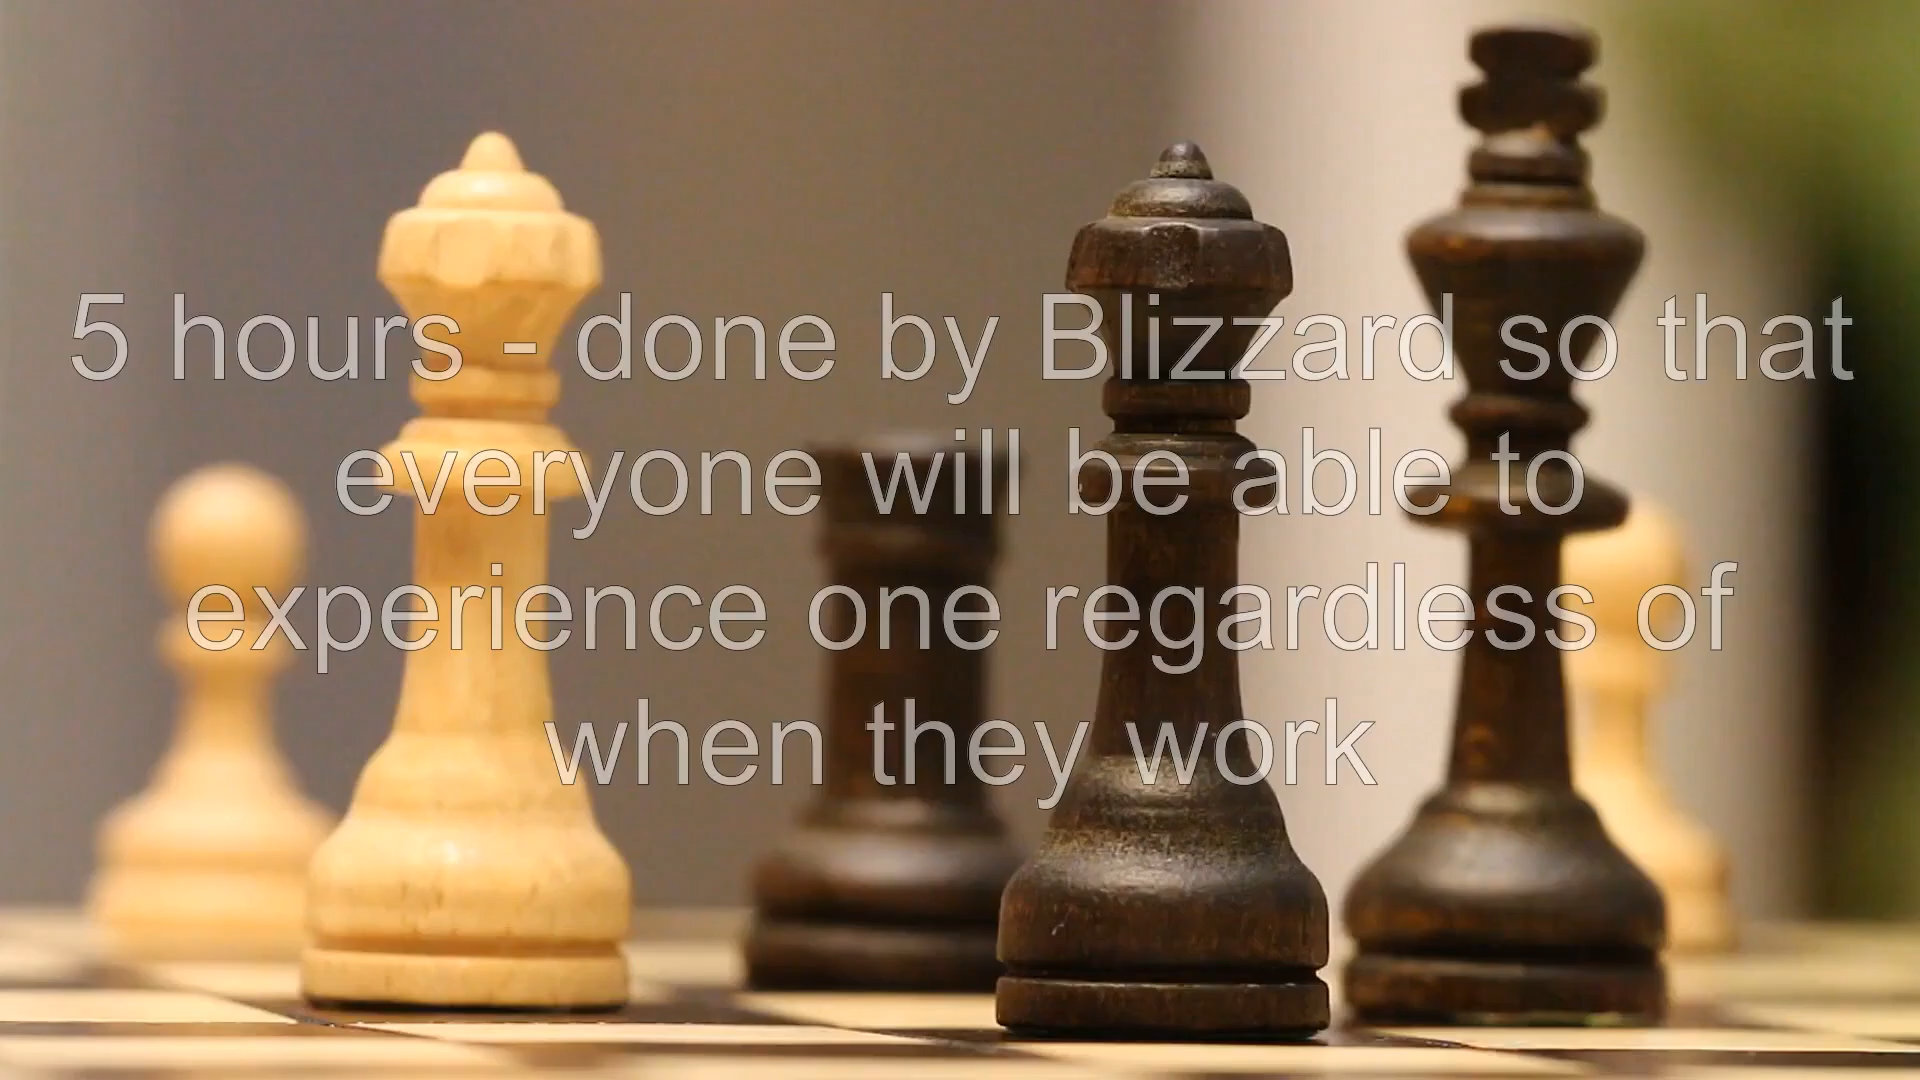 5 hours - done by Blizzard so that
everyone will be able to
experience one regardless of
when they work